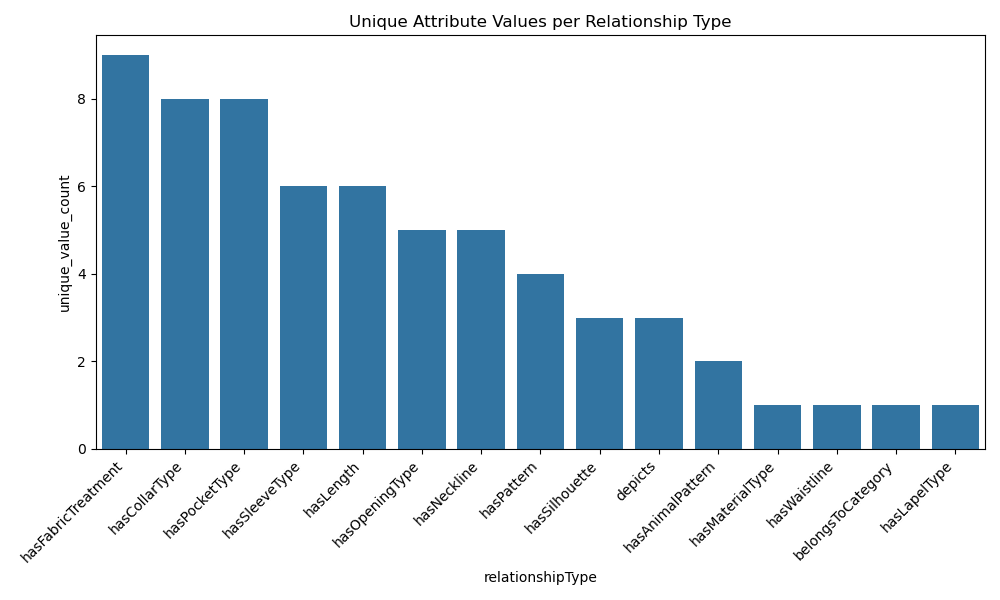 Unique Attribute Values per Relationship Type
unique_value_count
8
6
4
2
0
hasFabricTreatment
hasCollarType
hasPocketType
hasSleeveType
hasLength
hasOpeningType
hasNeckline
hasPattern
hasSilhouette
depicts
hasAnimalPattern
hasMaterialType
hasWaistline
belongsToCategory
hasLapelType
relationshipType